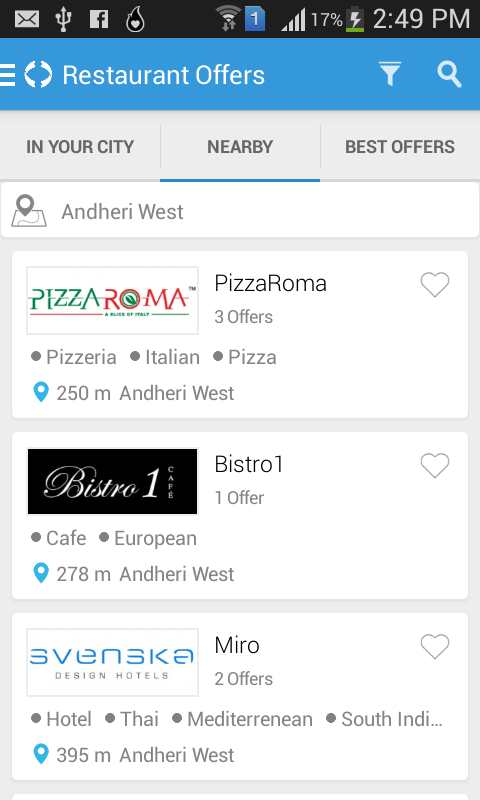 1 17% 2:49 PM
Restaurant Offers
IN YOUR CITY NEARBY BEST OFFERS
Andheri West
PIZZAROMA™
A SLICE OF ITALY
PizzaRoma
3 Offers
Pizzeria Italian Pizza
250 m Andheri West
Bistro 1 CAFÉ
Bistro1
1 Offer
Cafe European
278 m Andheri West
svenska
DESIGN HOTELS
Miro
2 Offers
Hotel Thai Mediterrenean South Indi...
395 m Andheri West